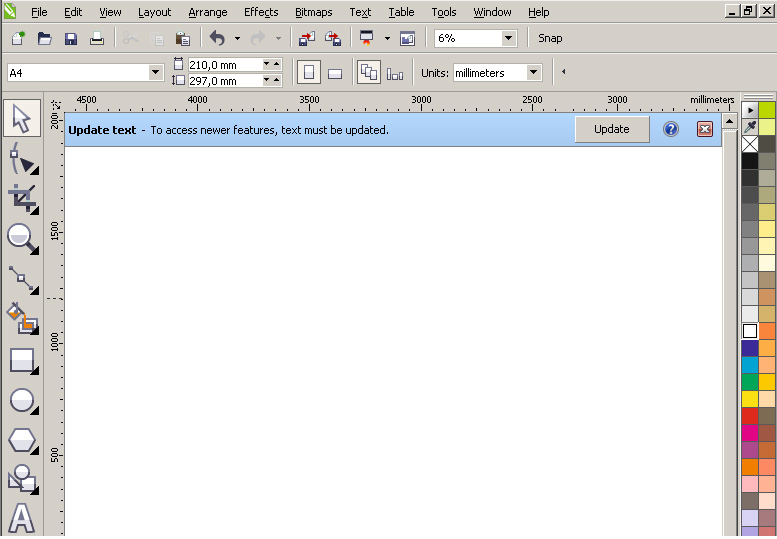 File Edit View Layout Arrange Effects Bitmaps Text Table Tools Window Help
6% Snap
A4 210,0 mm 297,0 mm Units: millimeters
4500 4000 3500 3000 2500 3000 millimeters
2000
Update text - To access newer features, text must be updated. Update
1500
1000
500